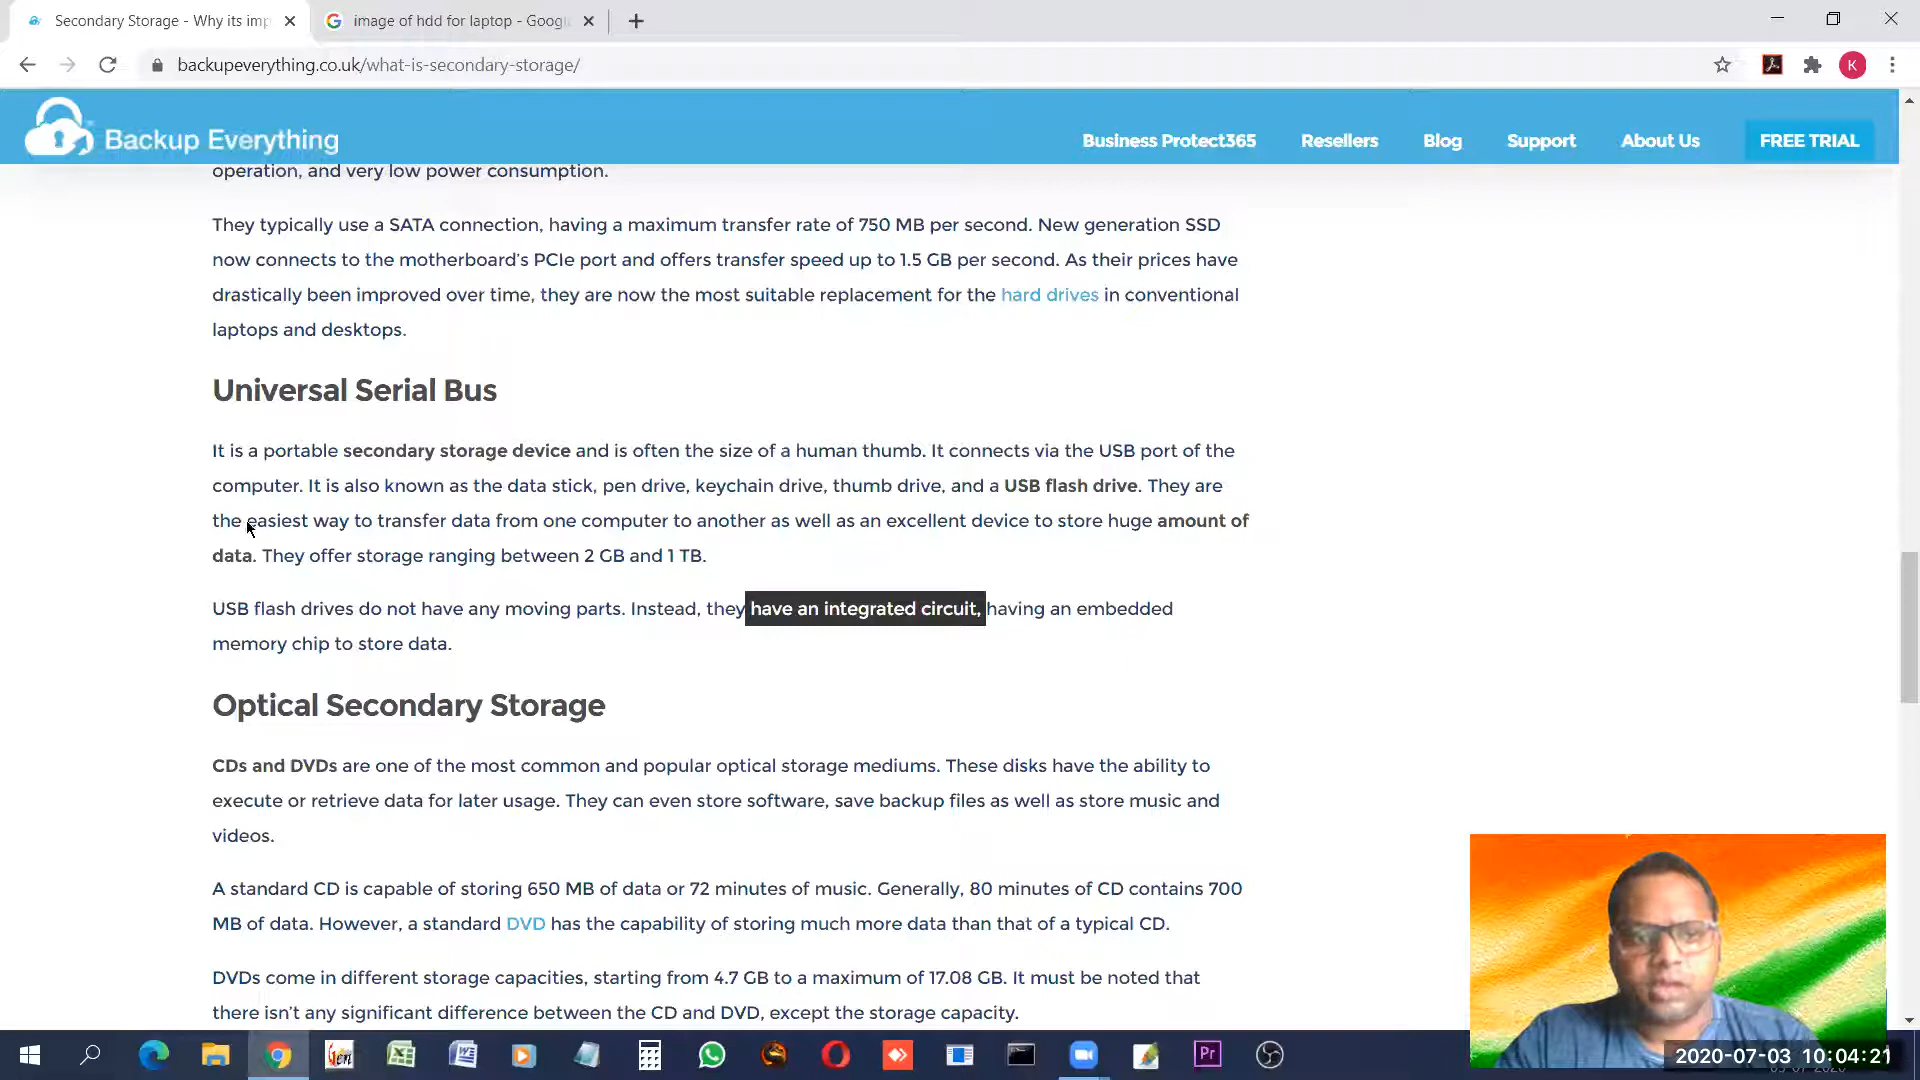 Secondary Storage - Why its imp
image of hdd for laptop - Googl
backupeverything.co.uk/what-is-secondary-storage/
K
Backup Everything
Business Protect365
Resellers
Blog
Support
About Us
FREE TRIAL
operation, and very low power consumption.
They typically use a SATA connection, having a maximum transfer rate of 750 MB per second. New generation SSD
now connects to the motherboard's PCIe port and offers transfer speed up to 1.5 GB per second. As their prices have
drastically been improved over time, they are now the most suitable replacement for the hard drives in conventional
laptops and desktops.
Universal Serial Bus
It is a portable secondary storage device and is often the size of a human thumb. It connects via the USB port of the
computer. It is also known as the data stick, pen drive, keychain drive, thumb drive, and a USB flash drive. They are
the easiest way to transfer data from one computer to another as well as an excellent device to store huge amount of
data. They offer storage ranging between 2 GB and 1 TB.
USB flash drives do not have any moving parts. Instead, they have an integrated circuit, having an embedded
memory chip to store data.
Optical Secondary Storage
CDs and DVDs are one of the most common and popular optical storage mediums. These disks have the ability to
execute or retrieve data for later usage. They can even store software, save backup files as well as store music and
videos.
A standard CD is capable of storing 650 MB of data or 72 minutes of music. Generally, 80 minutes of CD contains 700
MB of data. However, a standard DVD has the capability of storing much more data than that of a typical CD.
DVDs come in different storage capacities, starting from 4.7 GB to a maximum of 17.08 GB. It must be noted that
there isn't any significant difference between the CD and DVD, except the storage capacity.
Gen
Pr
2020-07-03 10:04:21